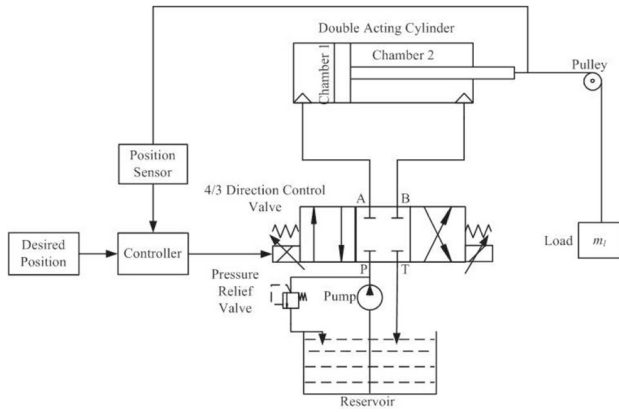 Double Acting Cylinder
Chamber 1
Chamber 2
Pulley
Position
Sensor
4/3 Direction Control
Valve
A
B
Desired
Position
Controller
Load
m_l
P
T
Pressure
Relief
Valve
Pump
Reservoir